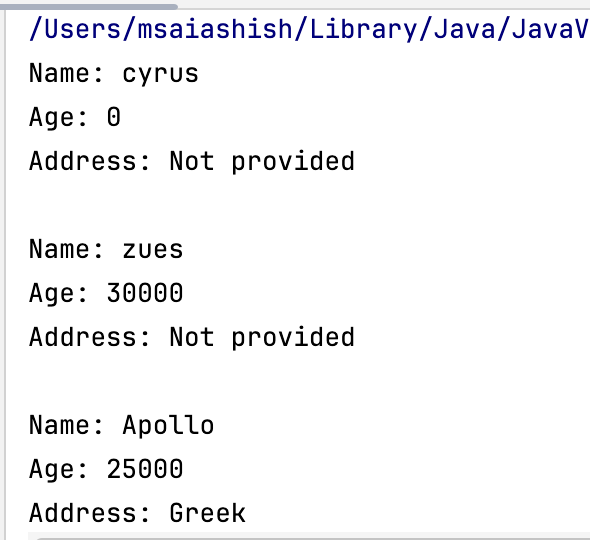 /Users/msaiashish/Library/Java/JavaV
Name: cyrus
Age: 0
Address: Not provided
Name: zues
Age: 30000
Address: Not provided
Name: Apollo
Age: 25000
Address: Greek